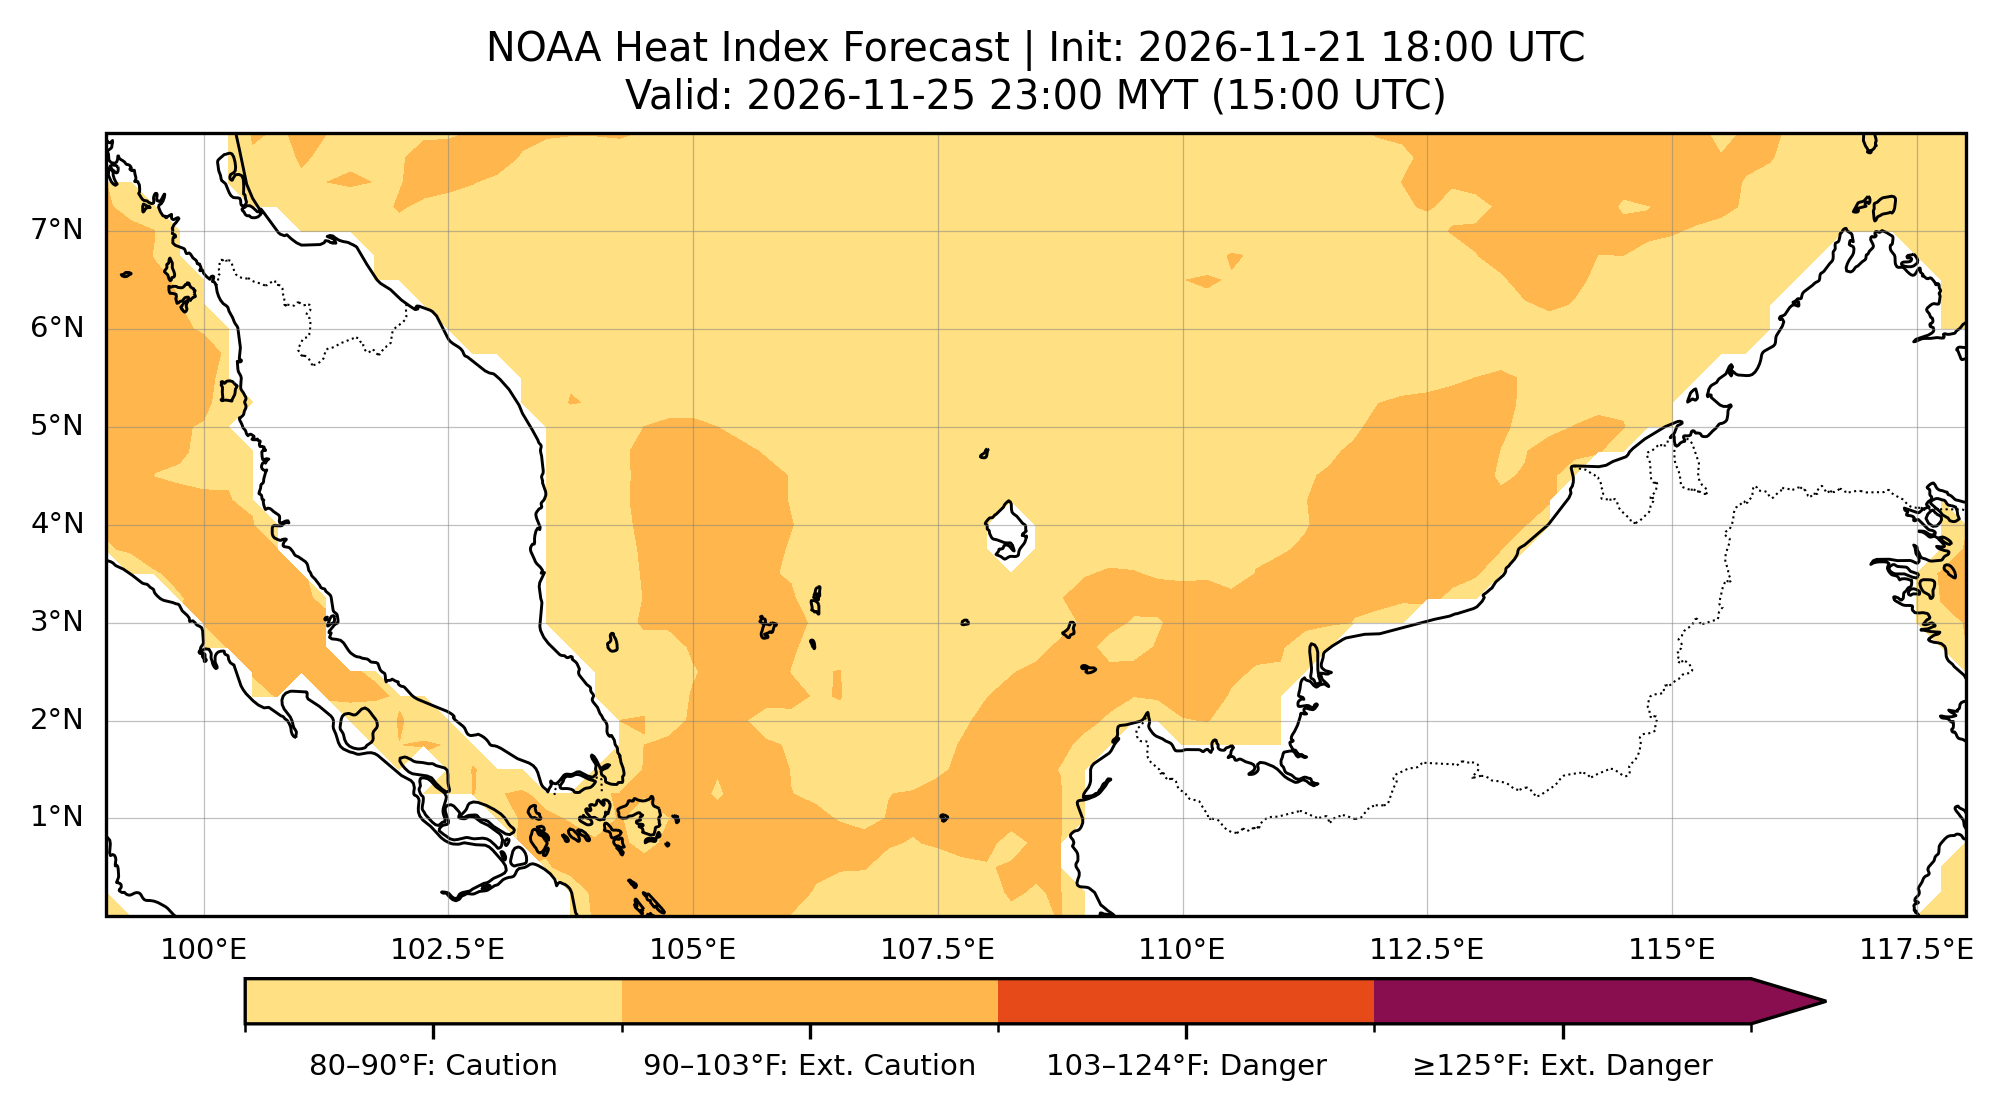 NOAA Heat Index Forecast | Init: 2026-11-21 18:00 UTC
Valid: 2026-11-25 23:00 MYT (15:00 UTC)
7°N
6°N
5°N
4°N
3°N
2°N
1°N
100°E 102.5°E 105°E 107.5°E 110°E 112.5°E 115°E 117.5°E
80–90°F: Caution 90–103°F: Ext. Caution 103–124°F: Danger ≥125°F: Ext. Danger